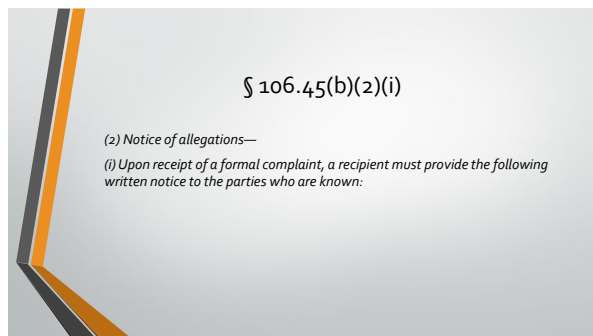 § 106.45(b)(2)(i)
(2) Notice of allegations—
(i) Upon receipt of a formal complaint, a recipient must provide the following
written notice to the parties who are known: